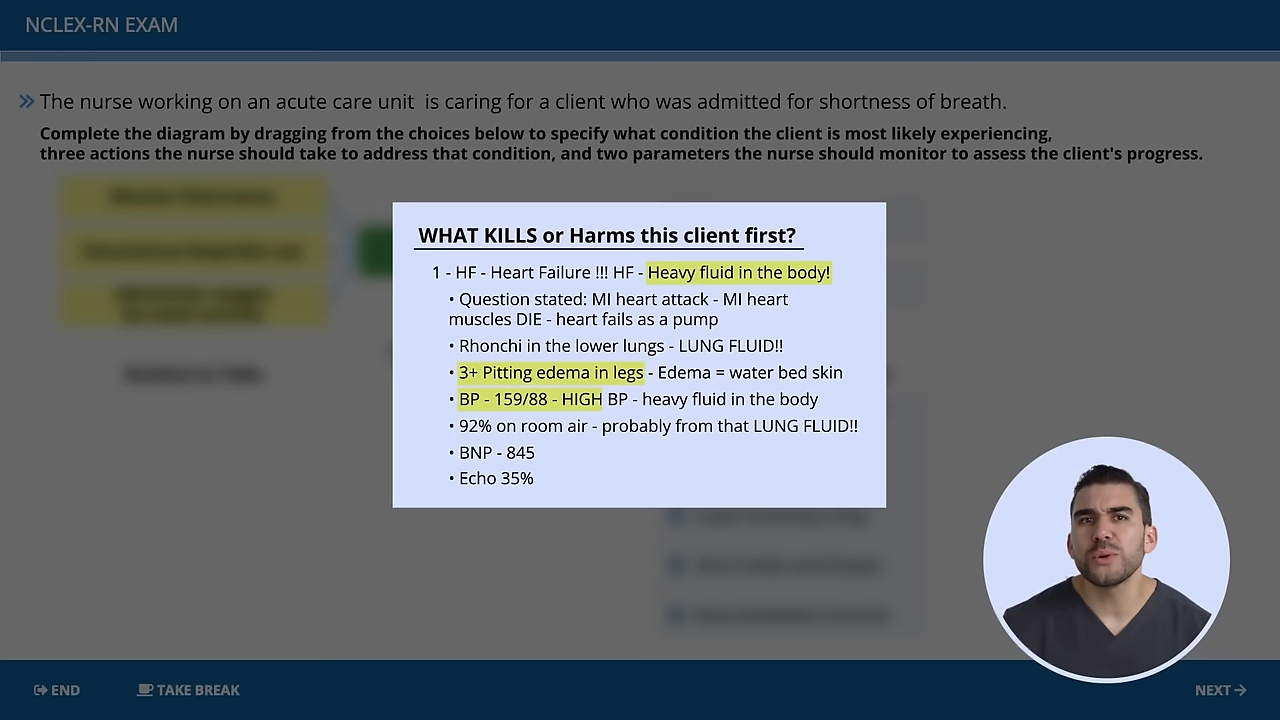 NCLEX-RN EXAM
The nurse working on an acute care unit is caring for a client who was admitted for shortness of breath.
Complete the diagram by dragging from the choices below to specify what condition the client is most likely experiencing,
three actions the nurse should take to address that condition, and two parameters the nurse should monitor to assess the client's progress.
WHAT KILLS or Harms this client first?
1 - HF - Heart Failure !!! HF - Heavy fluid in the body!
• Question stated: MI heart attack - MI heart
muscles DIE - heart fails as a pump
• Rhonchi in the lower lungs - LUNG FLUID!!
• 3+ Pitting edema in legs - Edema = water bed skin
• BP - 159/88 - HIGH BP - heavy fluid in the body
• 92% on room air - probably from that LUNG FLUID!!
• BNP - 845
• Echo 35%
END
TAKE BREAK
NEXT